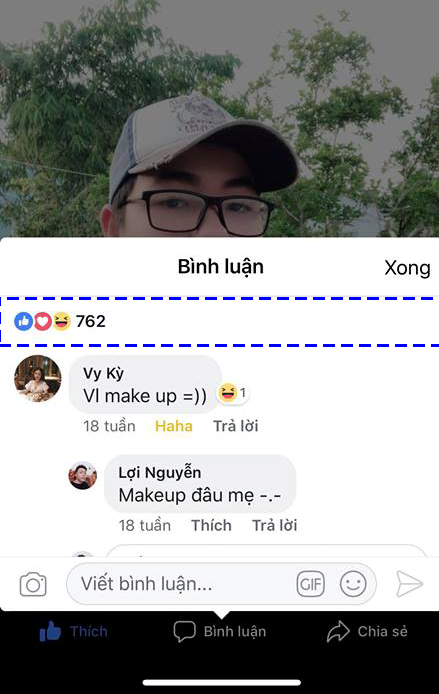 Bình luận
Xong
762
Vy Kỳ
Vl make up =))
1
18 tuần Haha Trả lời
Lợi Nguyễn
Makeup đâu mẹ -.-
18 tuần Thích Trả lời
Viết bình luận...
GIF
Thích Bình luận Chia sẻ